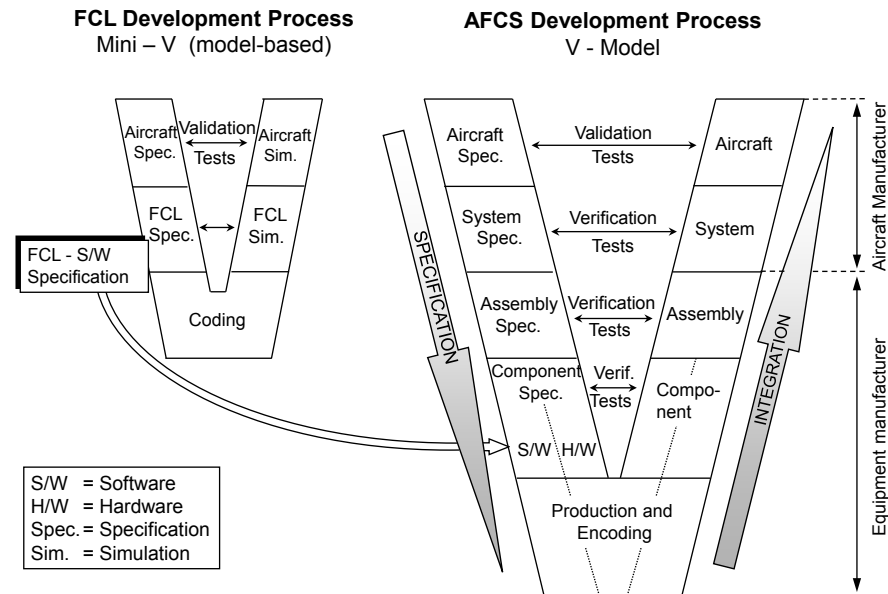 FCL Development Process
Mini – V  (model-based)
AFCS Development Process
V - Model
Aircraft
Spec.
Validation
Tests
Aircraft
Sim.
FCL
Spec.
FCL
Sim.
FCL - S/W
Specification
Coding
S/W = Software
H/W = Hardware
Spec. = Specification
Sim. = Simulation
SPECIFICATION
Aircraft
Spec.
Validation
Tests
Aircraft
System
Spec.
Verification
Tests
System
Assembly
Spec.
Verification
Tests
Assembly
Component
Spec.
Verif.
Tests
Compo-
nent
S/W H/W
Production and
Encoding
INTEGRATION
Aircraft Manufacturer
Equipment manufacturer